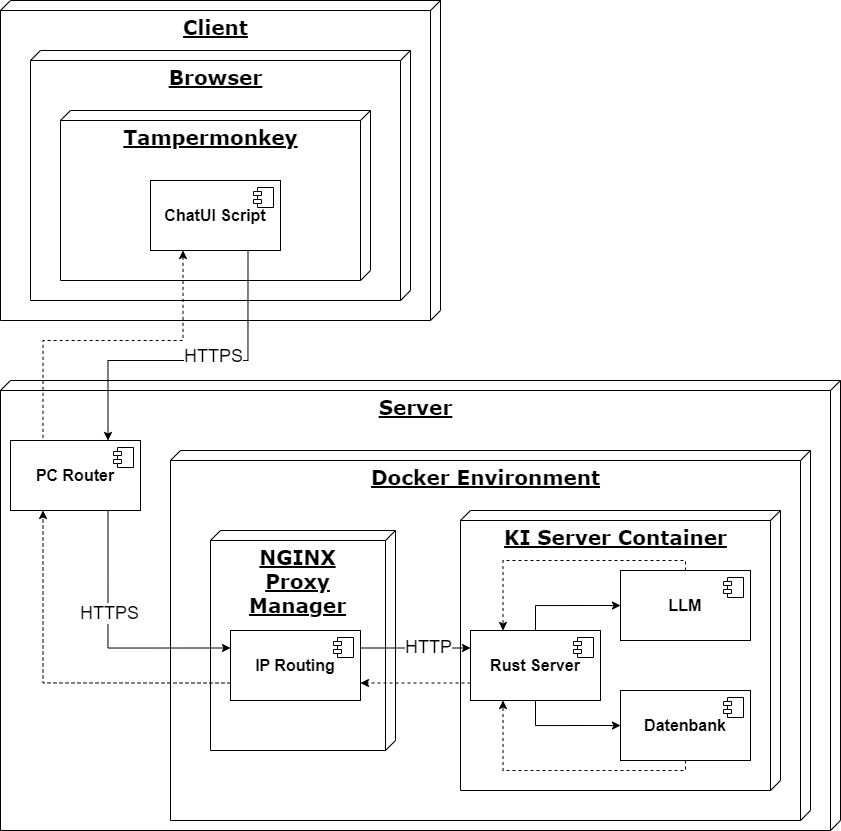 Client
Browser
Tampermonkey
ChatUI Script
HTTPS
Server
PC Router
Docker Environment
KI Server Container
NGINX
Proxy
Manager
LLM
HTTPS
HTTP
IP Routing
Rust Server
Datenbank